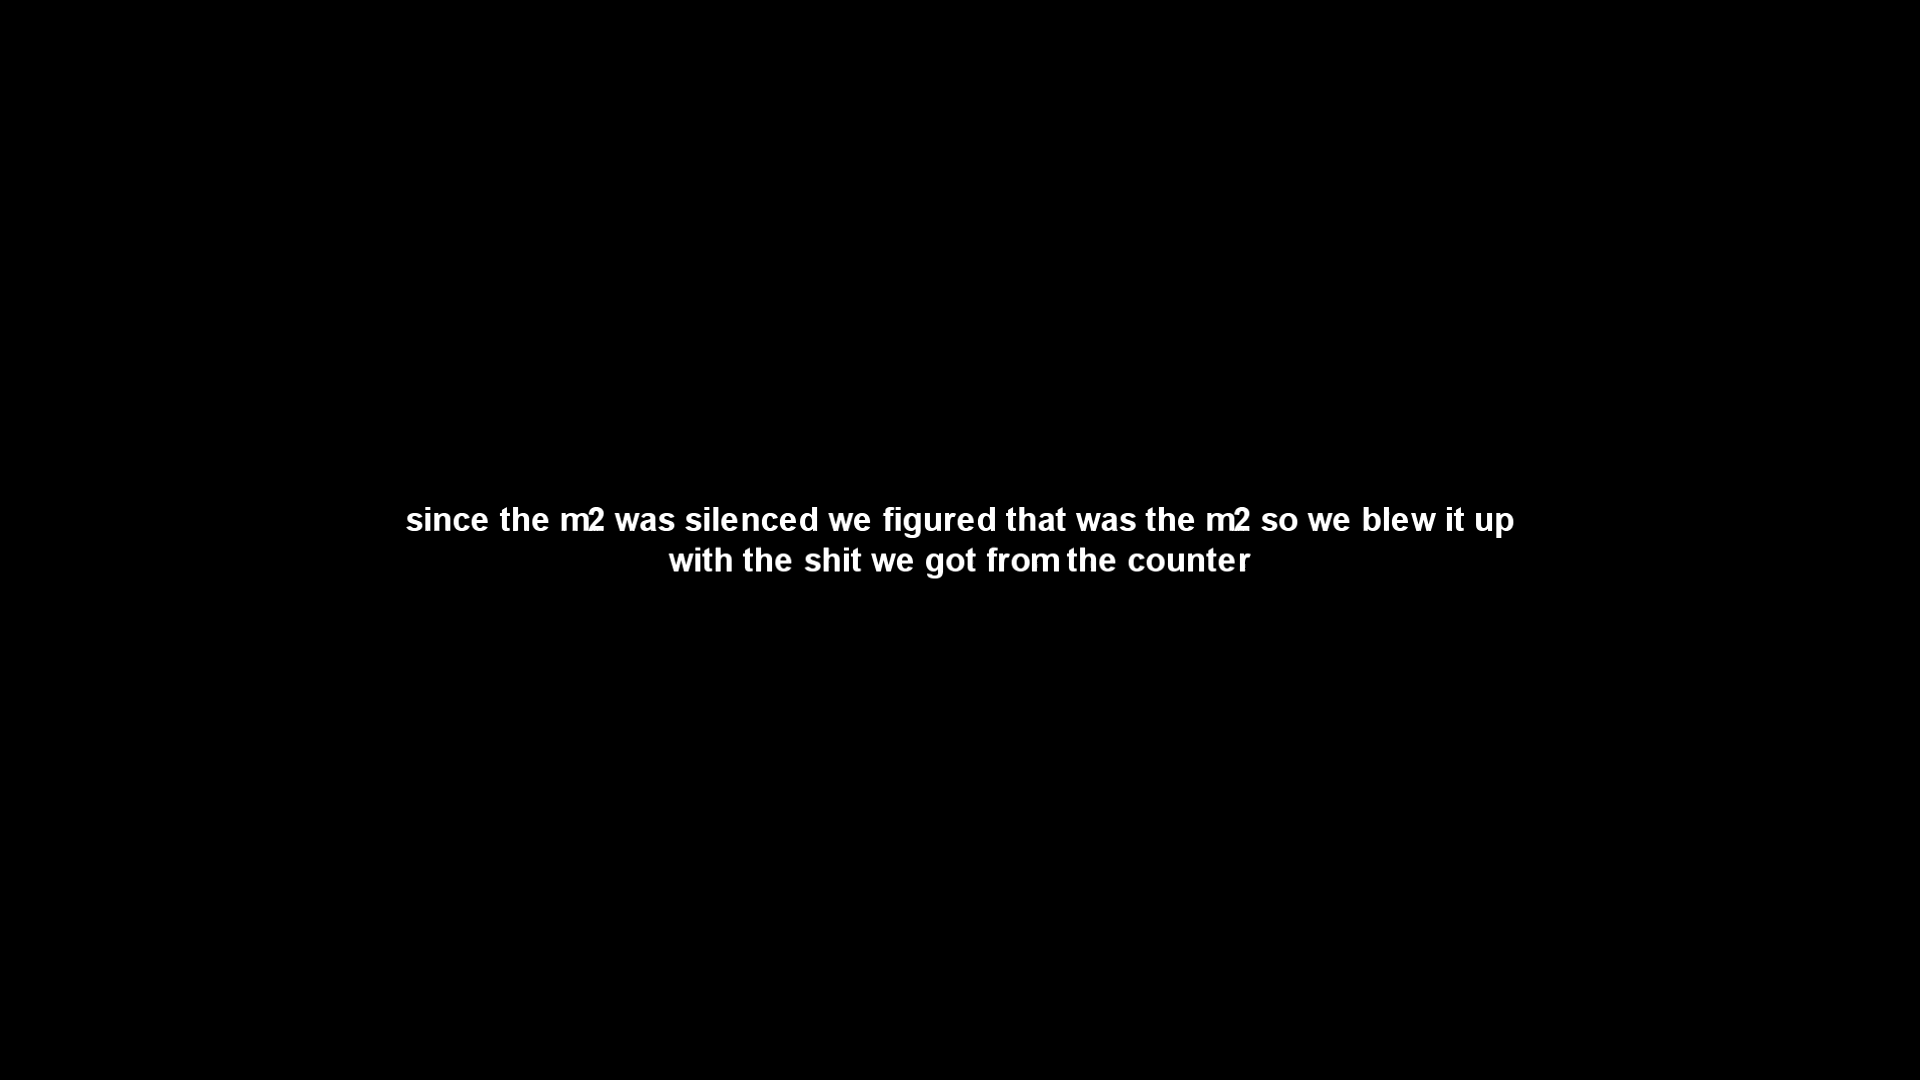 since the m2 was silenced we figured that was the m2 so we blew it up
with the shit we got from the counter